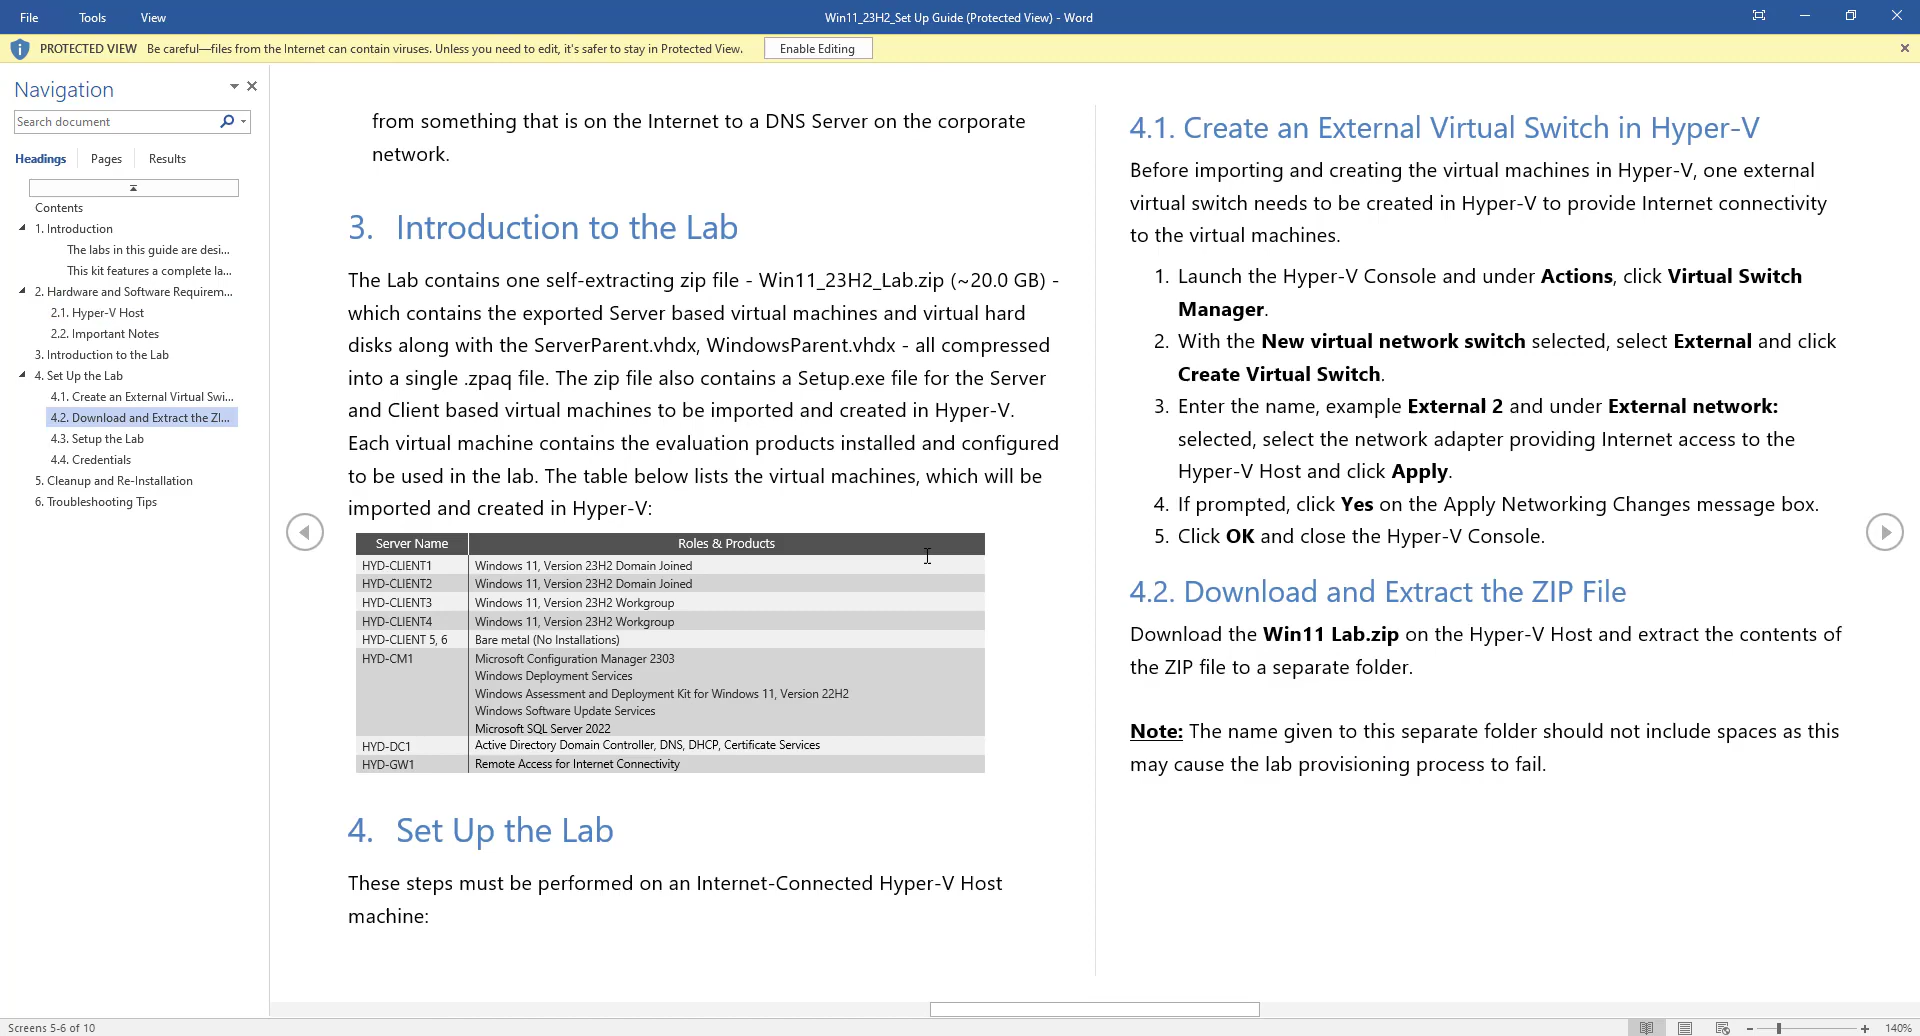 File Tools View Win11_23H2_Set Up Guide (Protected View) - Word
PROTECTED VIEW Be careful—files from the Internet can contain viruses. Unless you need to edit, it's safer to stay in Protected View. Enable Editing
Navigation
Search document
Headings Pages Results
Contents
1. Introduction
The labs in this guide are desi...
This kit features a complete la...
2. Hardware and Software Requirem...
2.1. Hyper-V Host
2.2. Important Notes
3. Introduction to the Lab
4. Set Up the Lab
4.1. Create an External Virtual Swi...
4.2. Download and Extract the ZI...
4.3. Setup the Lab
4.4. Credentials
5. Cleanup and Re-Installation
6. Troubleshooting Tips
from something that is on the Internet to a DNS Server on the corporate
network.
3. Introduction to the Lab
The Lab contains one self-extracting zip file - Win11_23H2_Lab.zip (~20.0 GB) -
which contains the exported Server based virtual machines and virtual hard
disks along with the ServerParent.vhdx, WindowsParent.vhdx - all compressed
into a single .zpaq file. The zip file also contains a Setup.exe file for the Server
and Client based virtual machines to be imported and created in Hyper-V.
Each virtual machine contains the evaluation products installed and configured
to be used in the lab. The table below lists the virtual machines, which will be
imported and created in Hyper-V:
Server Name Roles & Products
HYD-CLIENT1 Windows 11, Version 23H2 Domain Joined
HYD-CLIENT2 Windows 11, Version 23H2 Domain Joined
HYD-CLIENT3 Windows 11, Version 23H2 Workgroup
HYD-CLIENT4 Windows 11, Version 23H2 Workgroup
HYD-CLIENT 5, 6 Bare metal (No Installations)
HYD-CM1 Microsoft Configuration Manager 2303
Windows Deployment Services
Windows Assessment and Deployment Kit for Windows 11, Version 22H2
Windows Software Update Services
Microsoft SQL Server 2022
HYD-DC1 Active Directory Domain Controller, DNS, DHCP, Certificate Services
HYD-GW1 Remote Access for Internet Connectivity
4. Set Up the Lab
These steps must be performed on an Internet-Connected Hyper-V Host
machine:
4.1. Create an External Virtual Switch in Hyper-V
Before importing and creating the virtual machines in Hyper-V, one external
virtual switch needs to be created in Hyper-V to provide Internet connectivity
to the virtual machines.
1. Launch the Hyper-V Console and under Actions, click Virtual Switch
Manager.
2. With the New virtual network switch selected, select External and click
Create Virtual Switch.
3. Enter the name, example External 2 and under External network:
selected, select the network adapter providing Internet access to the
Hyper-V Host and click Apply.
4. If prompted, click Yes on the Apply Networking Changes message box.
5. Click OK and close the Hyper-V Console.
4.2. Download and Extract the ZIP File
Download the Win11 Lab.zip on the Hyper-V Host and extract the contents of
the ZIP file to a separate folder.
Note: The name given to this separate folder should not include spaces as this
may cause the lab provisioning process to fail.
Screens 5-6 of 10 140%